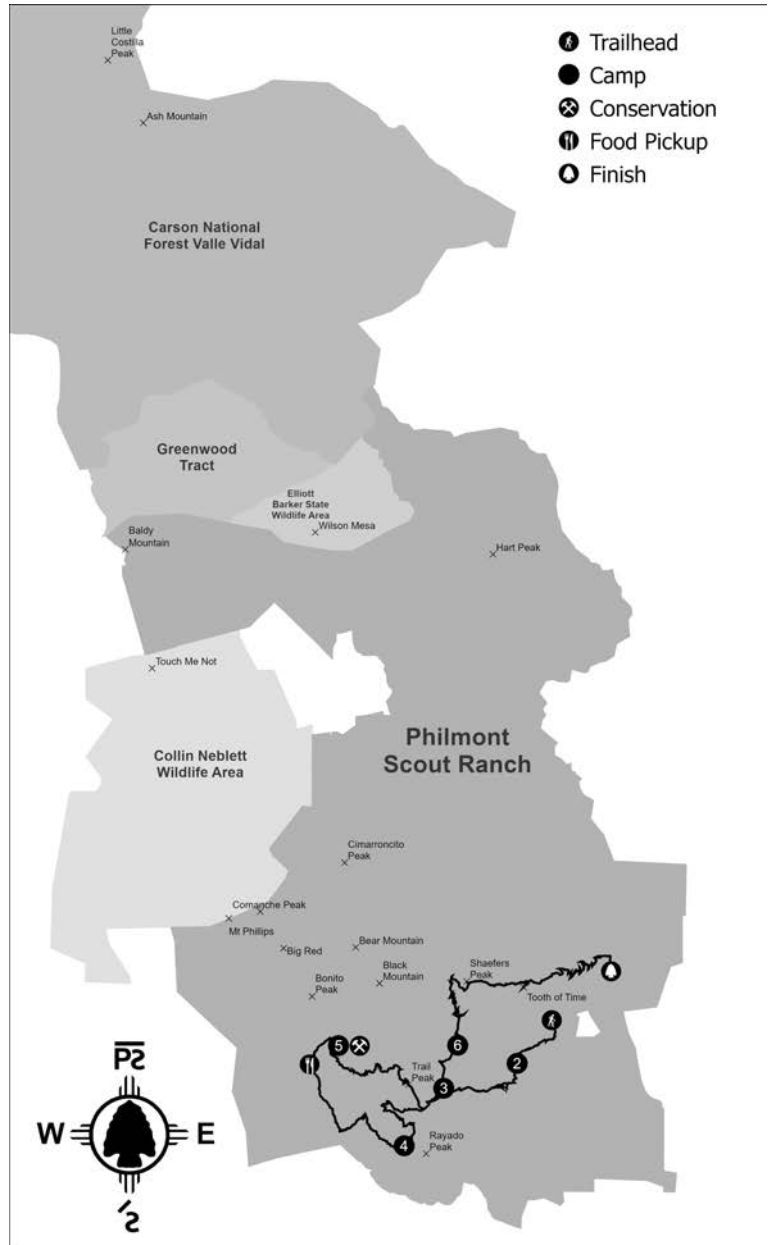 Little
Costilla
Peak
Ash Mountain
Trailhead
Camp
Conservation
Food Pickup
Finish
Carson National
Forest Valle Vidal
Greenwood
Tract
Elliott
Barker State
Wildlife Area
Wilson Mesa
Baldy
Mountain
Hart Peak
Touch Me Not
Collin Neblett
Wildlife Area
Philmont
Scout Ranch
Cimarroncito
Peak
Comanche Peak
Mt Phillips
Big Red
Bear Mountain
Black
Mountain
Bonito
Peak
Shaefers
Peak
Tooth of Time
5
6
2
Trail
Peak
3
4
Rayado
Peak
W
E